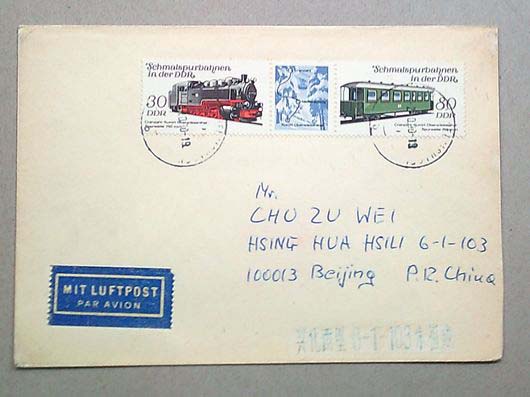 Schmalspurbahnen
in der DDR
30
DDR
Schmalspurbahnen
in der DDR
80
DDR
Mr.
CHU ZU WEI
HSING HUA HSILI 6-1-103
100013 Beijing P.R. China
MIT LUFTPOST
PAR AVION